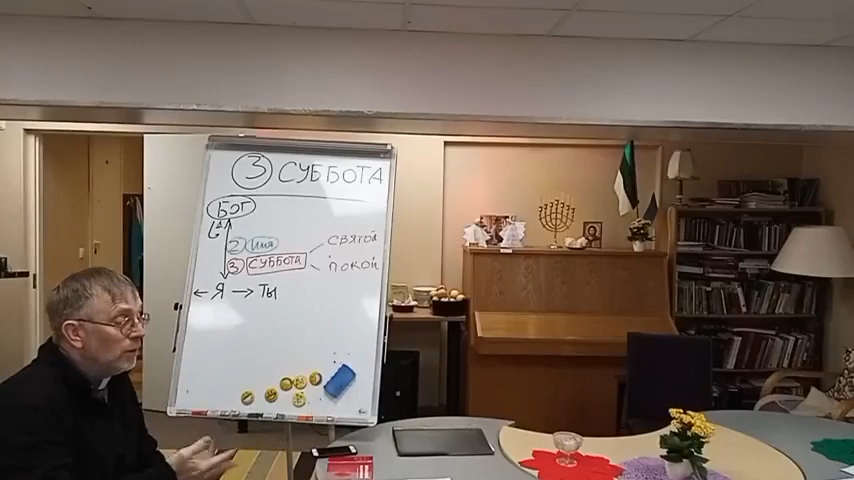 ③ СУББОТА
БОГ
② Имя
СВЯТОЙ
③ СУББОТА
ПОКОЙ
← Я → ТЫ